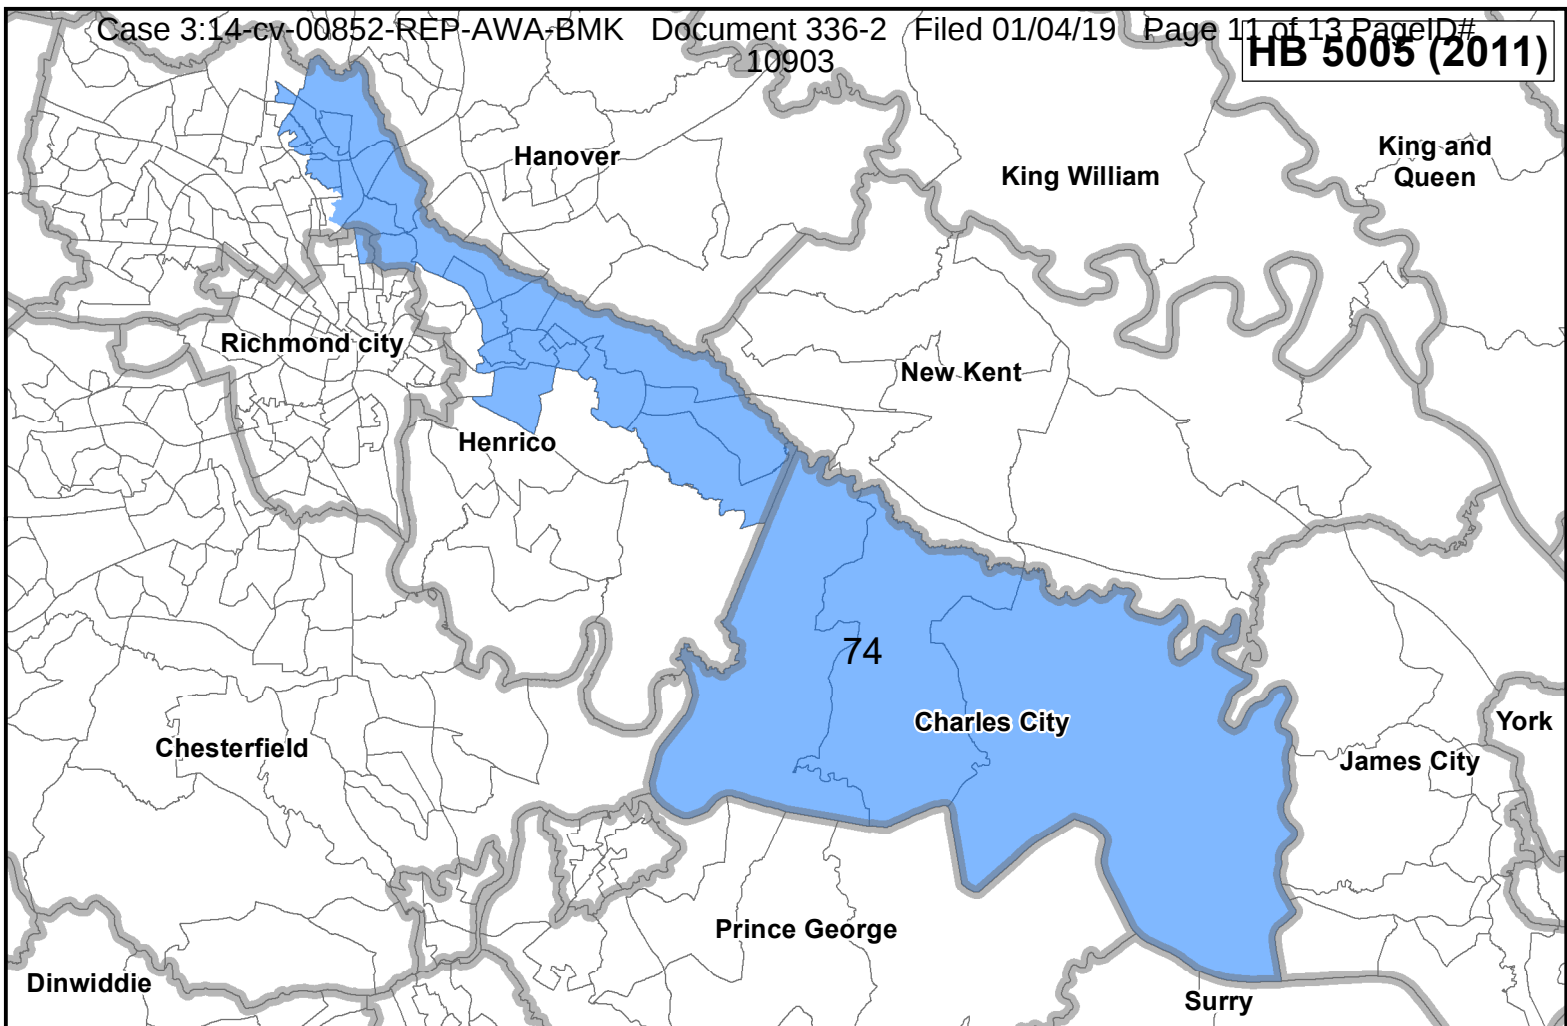 Case 3:14-cv-00852-REP-AWA-BMK Document 336-2 Filed 01/04/19 Page 11 of 13 PageID#
10903
HB 5005 (2011)
Hanover
King William
King and
Queen
Richmond city
New Kent
Henrico
74
Charles City
Chesterfield
York
James City
Prince George
Dinwiddie
Surry